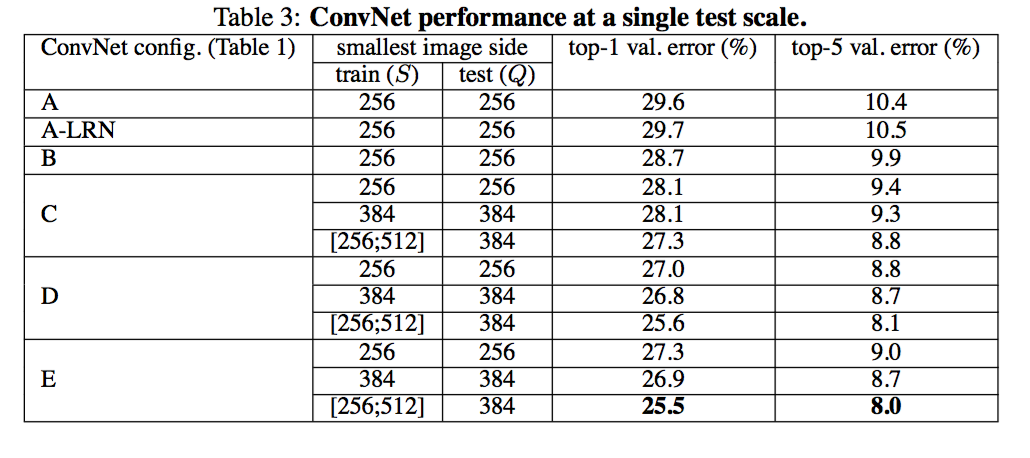 Table 3: ConvNet performance at a single test scale.
ConvNet config. (Table 1) smallest image side top-1 val. error (%) top-5 val. error (%)
train (S) test (Q)
A 256 256 29.6 10.4
A-LRN 256 256 29.7 10.5
B 256 256 28.7 9.9
256 256 28.1 9.4
C 384 384 28.1 9.3
[256;512] 384 27.3 8.8
256 256 27.0 8.8
D 384 384 26.8 8.7
[256;512] 384 25.6 8.1
256 256 27.3 9.0
E 384 384 26.9 8.7
[256;512] 384 25.5 8.0